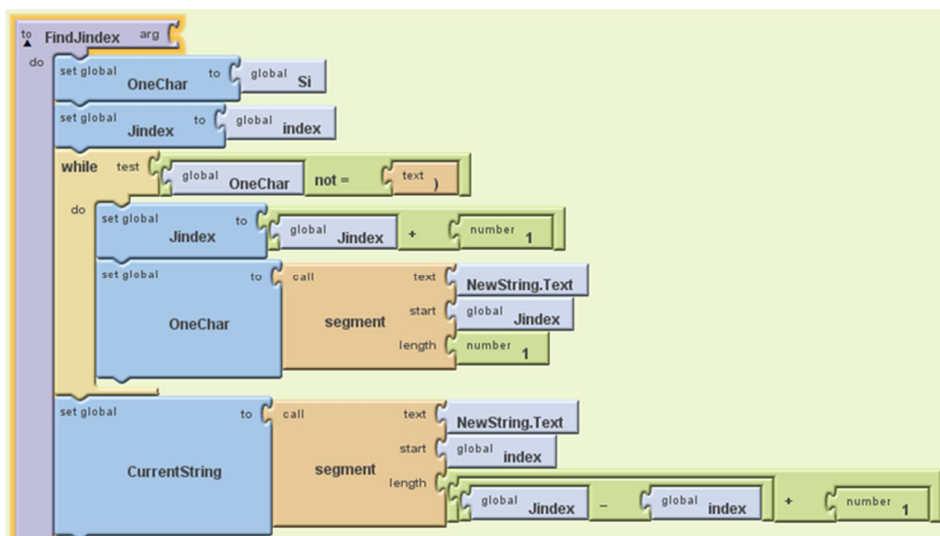 to FindJindex arg
do
set global OneChar to global Si
set global Jindex to global index
while test global OneChar not = text )
do
set global Jindex to global Jindex + number 1
set global OneChar to call segment text NewString.Text
start global Jindex
length number 1
set global CurrentString to call segment text NewString.Text
start global index
length global Jindex - global index + number 1